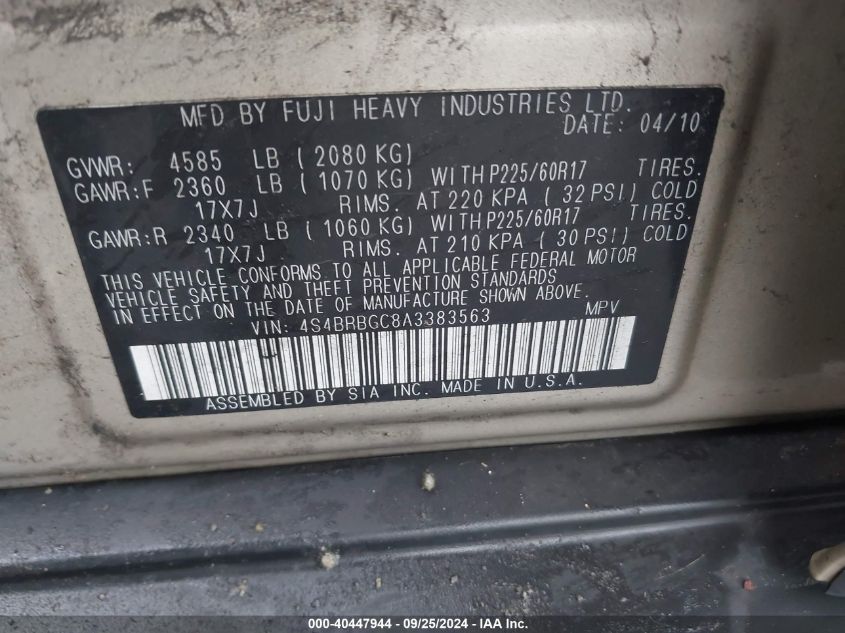 MFD BY FUJI HEAVY INDUSTRIES LTD.
DATE: 04/10
GVWR: 4585 LB ( 2080 KG)
GAWR:F 2360 LB ( 1070 KG) WITH P225/60R17 TIRES.
17X7J RIMS. AT 220 KPA ( 32 PSI) COLD
GAWR:R 2340 LB ( 1060 KG) WITH P225/60R17 TIRES.
17X7J RIMS. AT 210 KPA ( 30 PSI) COLD
THIS VEHICLE CONFORMS TO ALL APPLICABLE FEDERAL MOTOR
VEHICLE SAFETY AND THEFT PREVENTION STANDARDS
IN EFFECT ON THE DATE OF MANUFACTURE SHOWN ABOVE.
VIN: 4S4BRBGC8A3383563 MPV
ASSEMBLED BY SIA INC. MADE IN U.S.A.
000-40447944 / 09/25/2024 / IAAI.COM